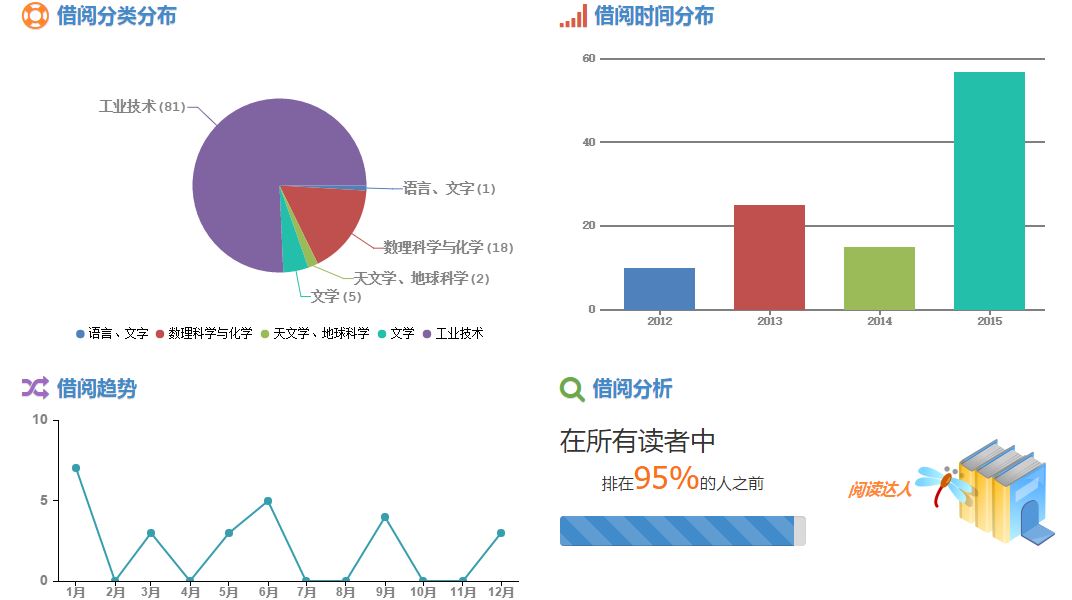 借阅分类分布
工业技术(81)
语言、文字(1)
数理科学与化学(18)
天文学、地球科学(2)
文学(5)
语言、文字 数理科学与化学 天文学、地球科学 文学 工业技术
借阅时间分布
60
40
20
0
2012 2013 2014 2015
借阅趋势
10
5
0
1月 2月 3月 4月 5月 6月 7月 8月 9月 10月 11月 12月
借阅分析
在所有读者中
排在95%的人之前
阅读达人